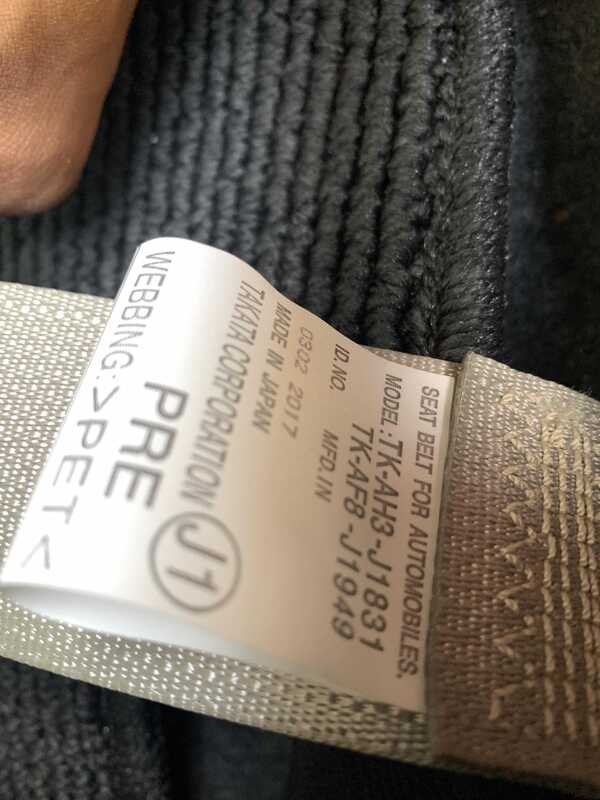 SEAT BELT FOR AUTOMOBILES.
MODEL:TK-AH3-J1831
TK-AF8-J1949
ID.NO. MFD.IN
0302 2017
MADE IN JAPAN
TAKATA CORPORATION
PRE J1
WEBBING:>PET<